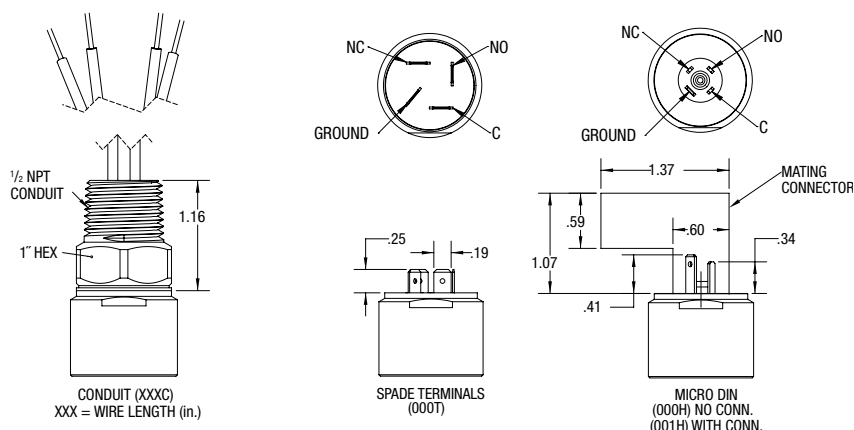 NC
NO
GROUND
C
NC
NO
GROUND
C
1/2 NPT
CONDUIT
1.16
1˝ HEX
.25
.19
1.37
MATING
CONNECTOR
.59
.60
1.07
.34
.41
CONDUIT (XXXC)
XXX = WIRE LENGTH (in.)
SPADE TERMINALS
(000T)
MICRO DIN
(000H) NO CONN.
(001H) WITH CONN.